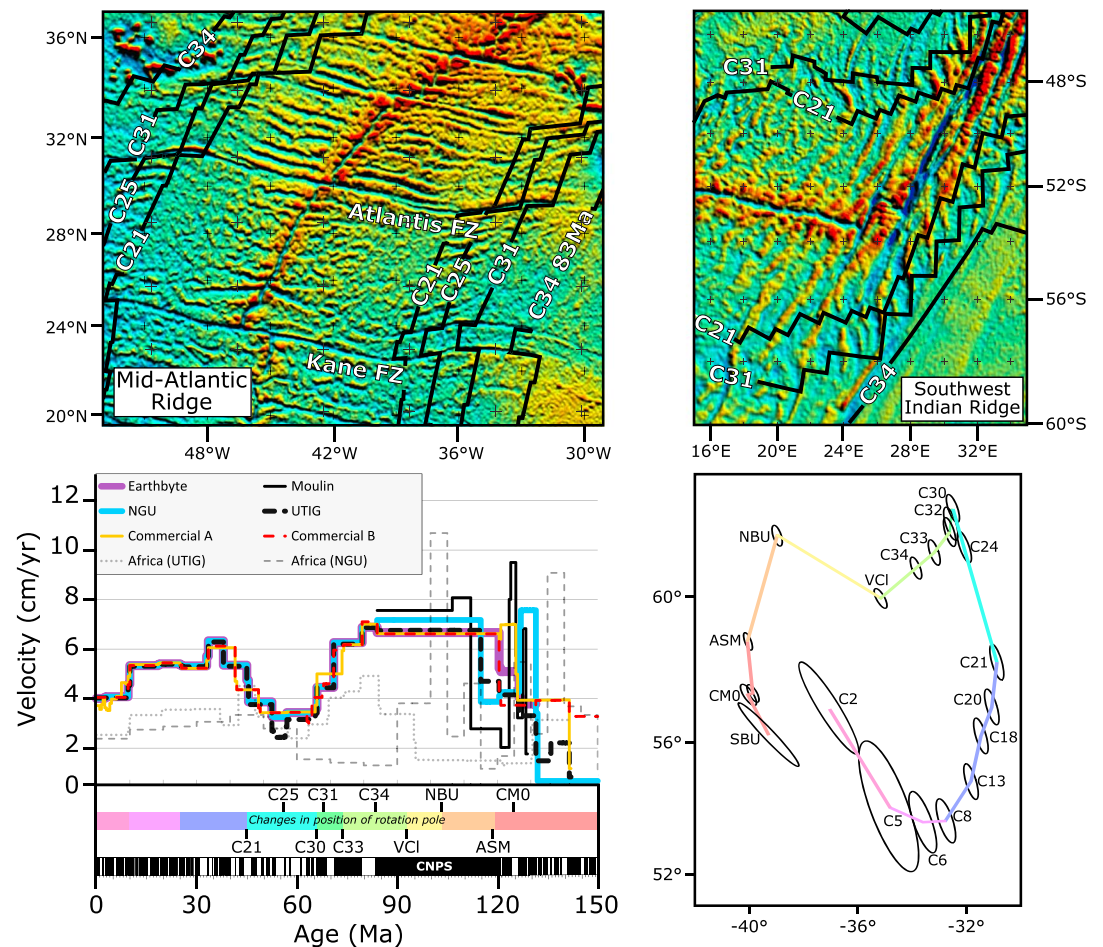 36°N
32°N
28°N
24°N
20°N
48°W
42°W
36°W
30°W
C34
C31
C25
C21
Atlantis FZ
Kane FZ
C21
C25
C31
C34 83Ma
Mid-Atlantic
Ridge
48°S
52°S
56°S
60°S
16°E
20°E
24°E
28°E
32°E
C31
C21
C21
C31
C34
Southwest
Indian Ridge
Velocity (cm/yr)
12
10
8
6
4
2
0
Earthbyte
Moulin
NGU
UTIG
Commercial A
Commercial B
Africa (UTIG)
Africa (NGU)
C25
C31
C34
NBU
CM0
Changes in position of rotation pole
C21
C30
C33
VCI
ASM
CNPS
0
30
60
90
120
150
Age (Ma)
60°
56°
52°
-40°
-36°
-32°
C30
C32
C33
C34
C24
NBU
VCI
ASM
CM0
SBU
C2
C5
C6
C8
C13
C18
C20
C21